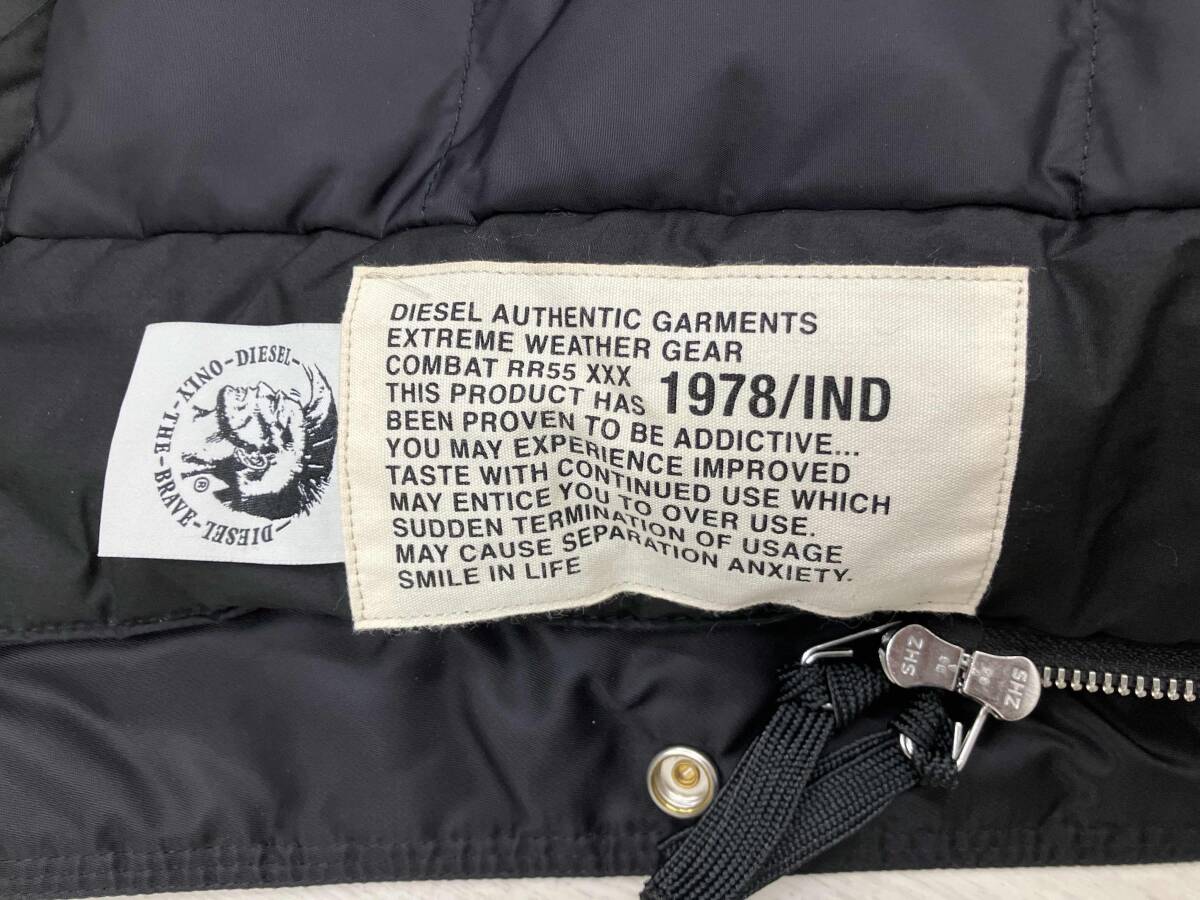 DIESEL AUTHENTIC GARMENTS
EXTREME WEATHER GEAR
COMBAT RR55 XXX
THIS PRODUCT HAS 1978/IND
BEEN PROVEN TO BE ADDICTIVE...
YOU MAY EXPERIENCE IMPROVED
TASTE WITH CONTINUED USE WHICH
MAY ENTICE YOU TO OVER USE.
SUDDEN TERMINATION OF USAGE
MAY CAUSE SEPARATION ANXIETY.
SMILE IN LIFE
DIESEL-ONLY-THE-BRAVE-DIESEL-
®
SHZ
SHZ